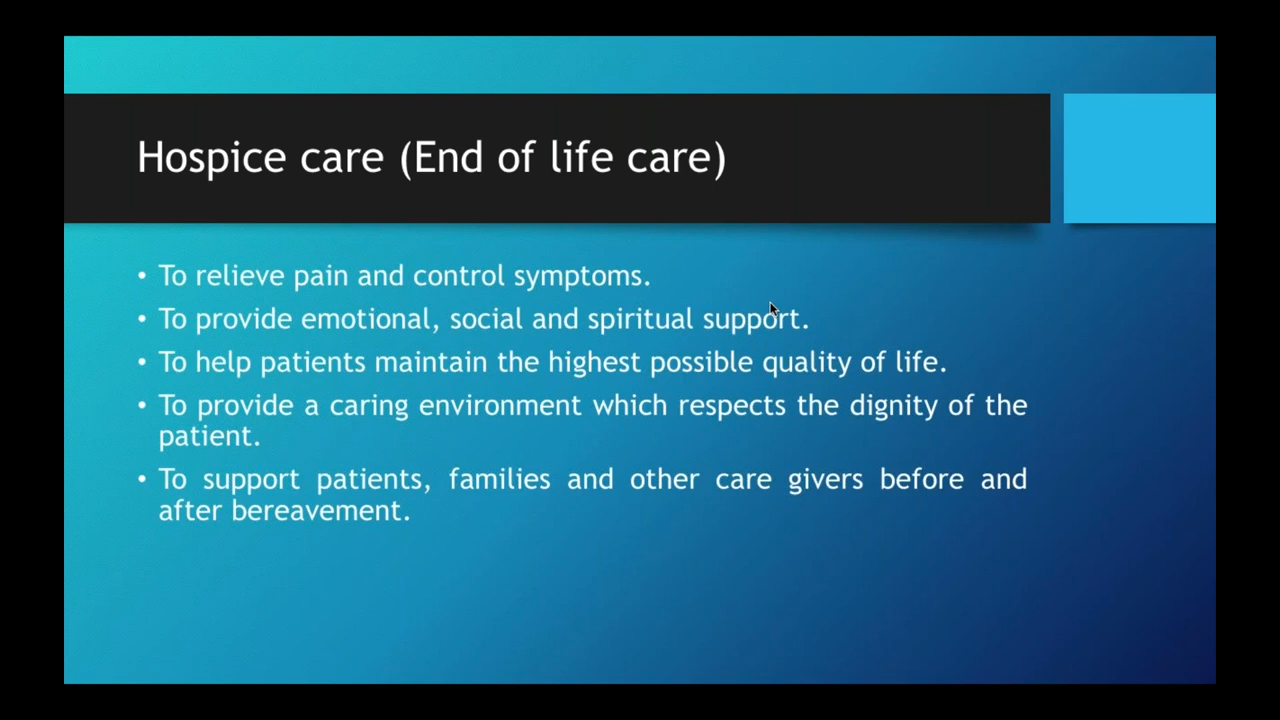 Hospice care (End of life care)
• To relieve pain and control symptoms.
• To provide emotional, social and spiritual support.
• To help patients maintain the highest possible quality of life.
• To provide a caring environment which respects the dignity of the
patient.
• To support patients, families and other care givers before and
after bereavement.